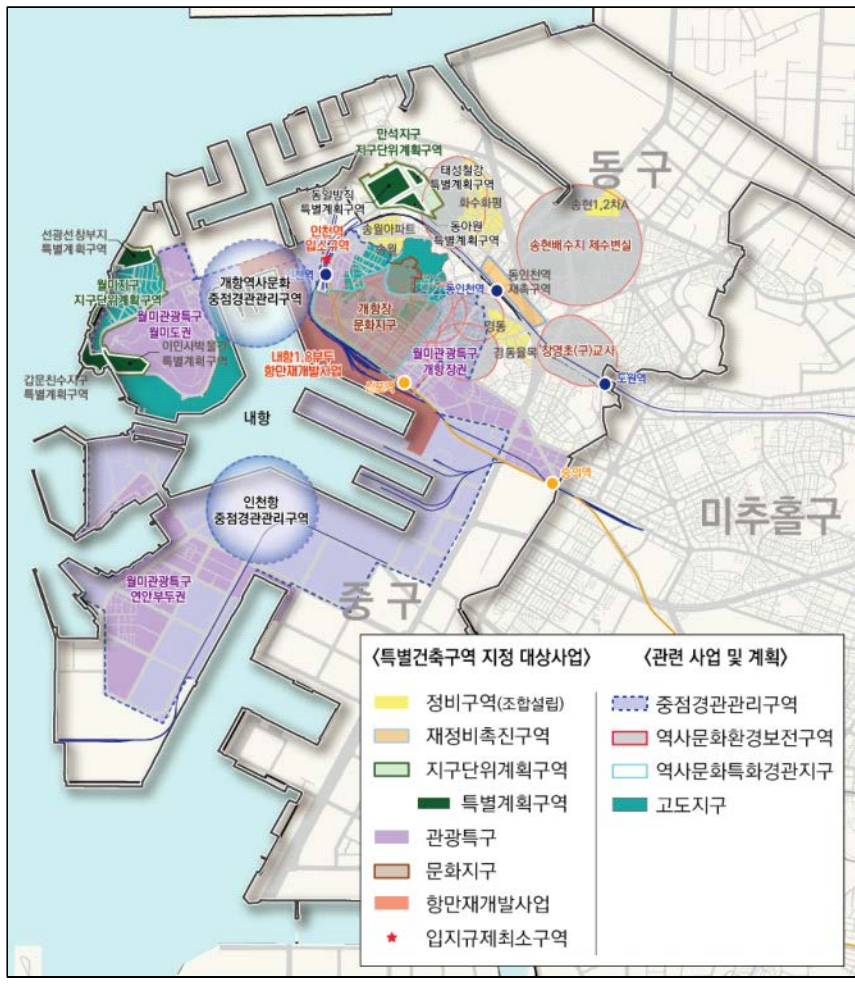 만석지구
지구단위계획구역
태성철강
특별계획구역
동구
동일방직
특별계획구역
화수화평
송현1,2차A
선광선창부지
특별계획구역
인천역
입소규역
송월아파트
동아원
특별계획구역
송월
송현배수지 제수변실
월미지구
지구단위계획구역
개항역사문화
중점경관관리구역
인천역
동인천역
동인천역
재촉구역
월미관광특구
월미도권
개항장
문화지구
이민사박물관
특별계획구역
내항1,8부두
항만재개발사업
월미관광특구
개항장권
경동
경동율목
창영초(구)교사
갑문친수지구
특별계획구역
신포역
도원역
내항
숭의역
인천항
중점경관관리구역
미추홀구
월미관광특구
연안부두권
중구
〈특별건축구역 지정 대상사업〉
정비구역(조합설립)
재정비촉진구역
지구단위계획구역
특별계획구역
관광특구
문화지구
항만재개발사업
입지규제최소구역
〈관련 사업 및 계획〉
중점경관관리구역
역사문화환경보전구역
역사문화특화경관지구
고도지구